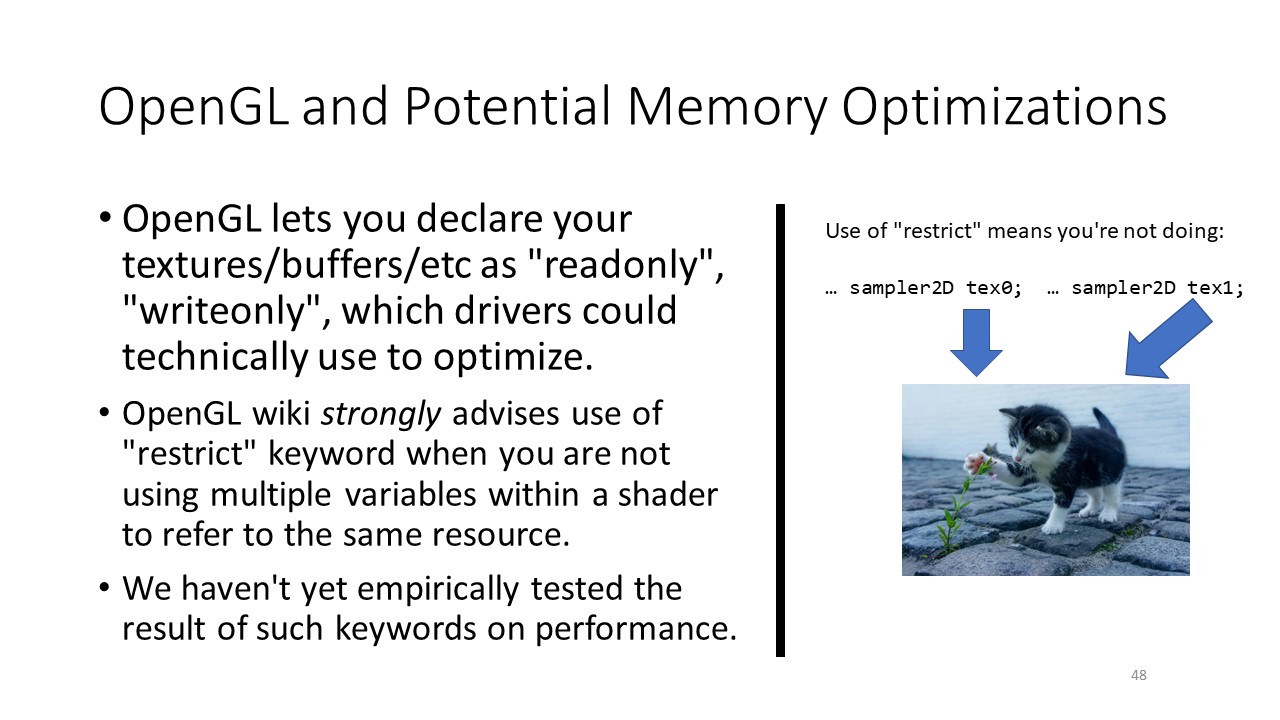 OpenGL and Potential Memory Optimizations
• OpenGL lets you declare your
textures/buffers/etc as "readonly",
"writeonly", which drivers could
technically use to optimize.
• OpenGL wiki strongly advises use of
"restrict" keyword when you are not
using multiple variables within a shader
to refer to the same resource.
• We haven't yet empirically tested the
result of such keywords on performance.
Use of "restrict" means you're not doing:
… sampler2D tex0;  … sampler2D tex1;
48